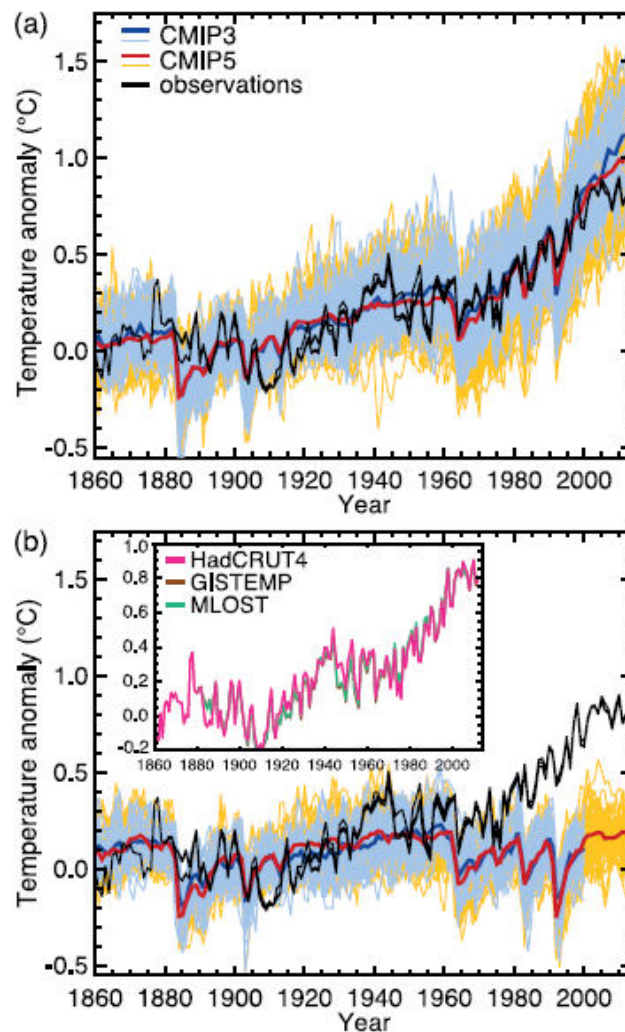 (a)
CMIP3
CMIP5
observations
Temperature anomaly (°C)
1.5
1.0
0.5
0.0
-0.5
1860 1880 1900 1920 1940 1960 1980 2000
Year
(b)
Temperature anomaly (°C)
1.5
1.0
0.5
0.0
-0.5
HadCRUT4
GISTEMP
MLOST
1.0
0.8
0.6
0.4
0.2
0.0
-0.2
1860 1880 1900 1920 1940 1960 1980 2000
1860 1880 1900 1920 1940 1960 1980 2000
Year